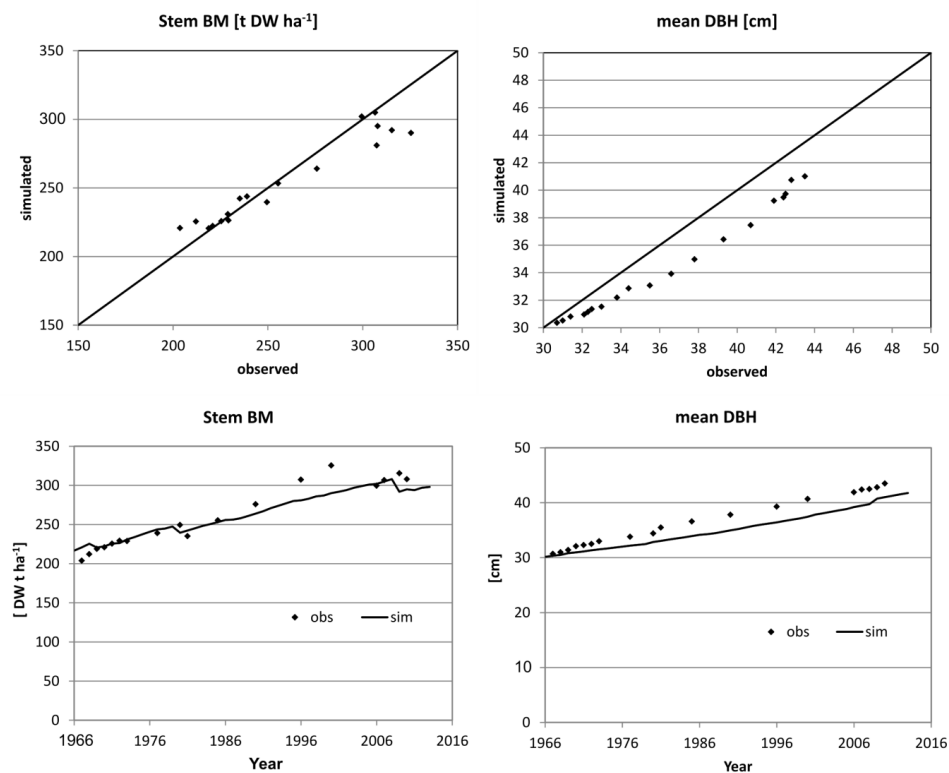 Stem BM [t DW ha⁻¹]
350
300
250
200
150
150 200 250 300 350
simulated
observed
mean DBH [cm]
50
48
46
44
42
40
38
36
34
32
30
30 32 34 36 38 40 42 44 46 48 50
simulated
observed
Stem BM
350
300
250
200
150
100
50
0
1966 1976 1986 1996 2006 2016
[ DW t ha⁻¹]
Year
obs sim
mean DBH
50
40
30
20
10
0
1966 1976 1986 1996 2006 2016
[cm]
Year
obs sim